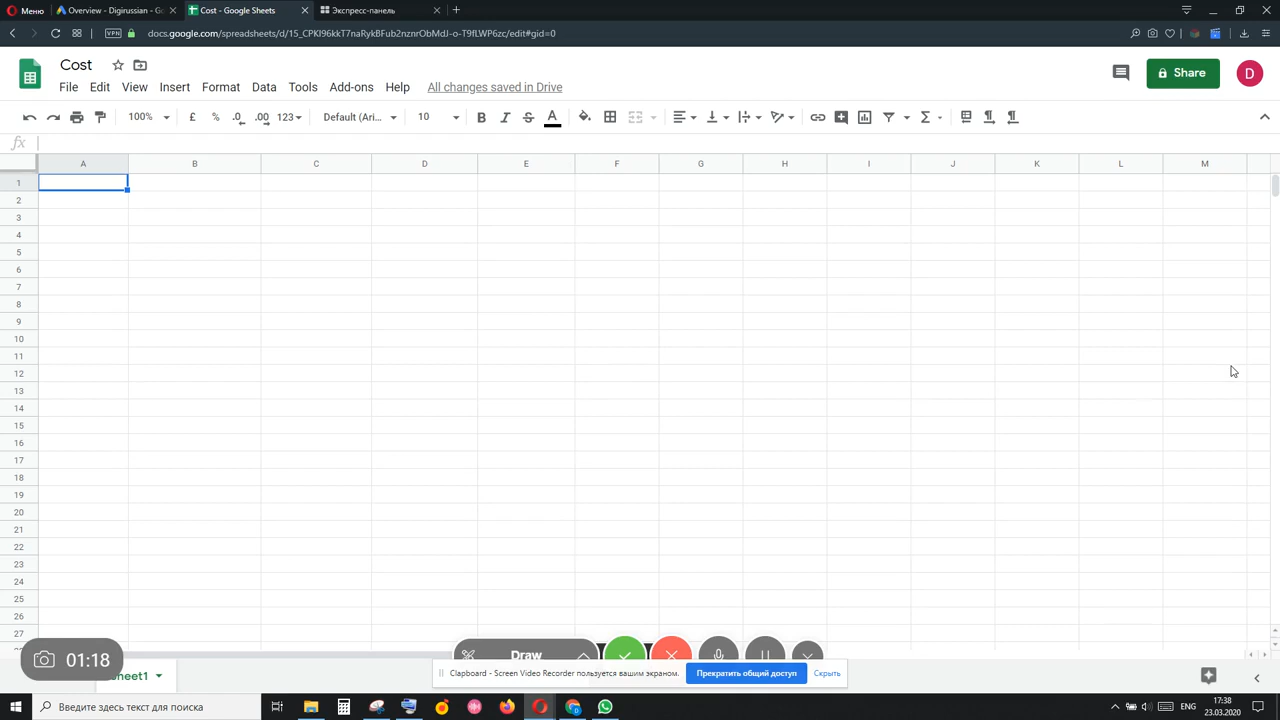 Меню
Overview - Digirussian - Go
Cost - Google Sheets
Экспресс-панель
VPN
docs.google.com/spreadsheets/d/15_CPKI96kkT7naRykBFub2nznrObMdJ-o-T9fLWP6zc/edit#gid=0
Cost
File Edit View Insert Format Data Tools Add-ons Help All changes saved in Drive
Share
D
100% £ % .0 .00 123 Default (Ari... 10 B I S A
fx
A B C D E F G H I J K L M
1
2
3
4
5
6
7
8
9
10
11
12
13
14
15
16
17
18
19
20
21
22
23
24
25
26
27
01:18
Draw
Sheet1
Clapboard - Screen Video Recorder пользуется вашим экраном.
Прекратить общий доступ
Скрыть
Введите здесь текст для поиска
ENG
17:38
23.03.2020